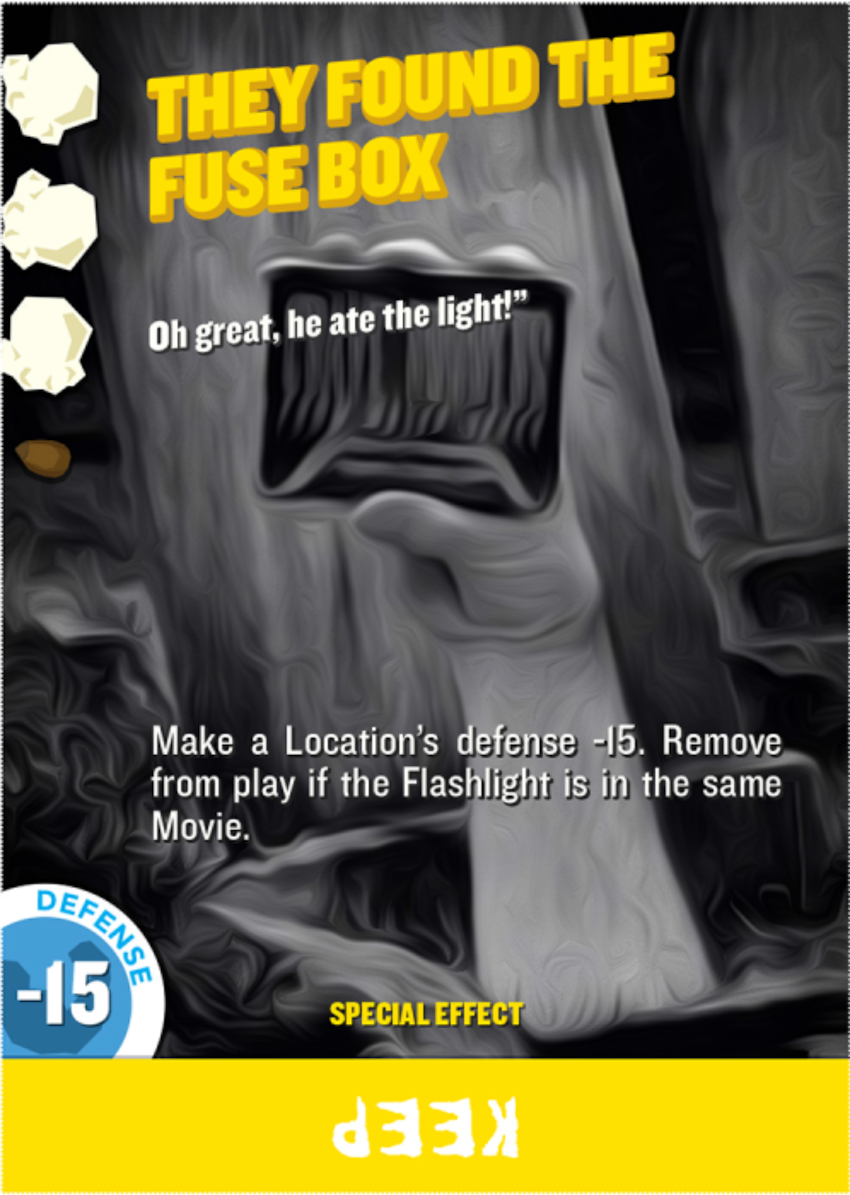 THEY FOUND THE
FUSE BOX
Oh great, he ate the light!”
Make a Location’s defense -15. Remove
from play if the Flashlight is in the same
Movie.
DEFENSE
-15
SPECIAL EFFECT
KEEP